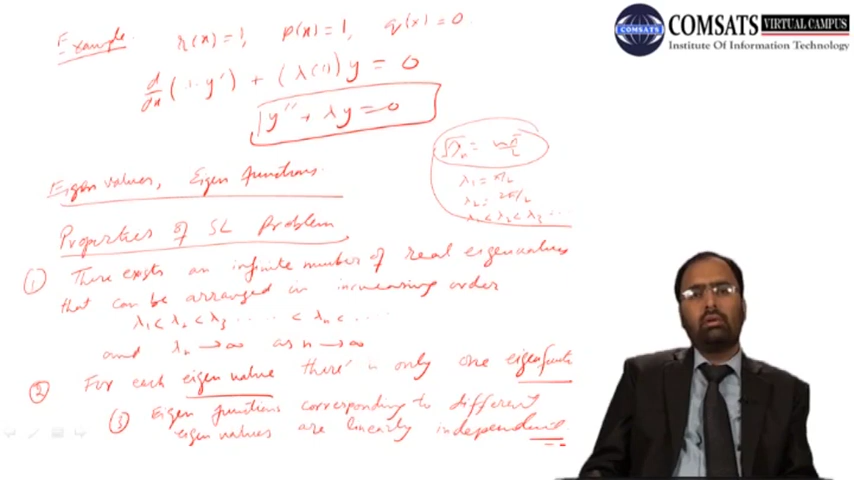 Example r(x) = 1, p(x) = 1, q(x) = 0.
d/dx (1·y') + (λ(1)) y = 0
y'' + λy = 0
Eigen values, Eigen functions.
√λₙ = nπ/L
λ₁ = π/L
λ₂ = 2π/L
λ₁ < λ₂ < λ₃ ...
Properties of SL Problem
① There exists an infinite number of real eigenvalues
that can be arranged in increasing order
λ₁ < λ₂ < λ₃ ..... < λₙ < ...
and λₙ → ∞ as n → ∞
② For each eigen value there is only one
③ Eigen functions corresponding to different
eigen values are linearly independent
COMSATS
COMSATS VIRTUAL CAMPUS
Institute Of Information Technology